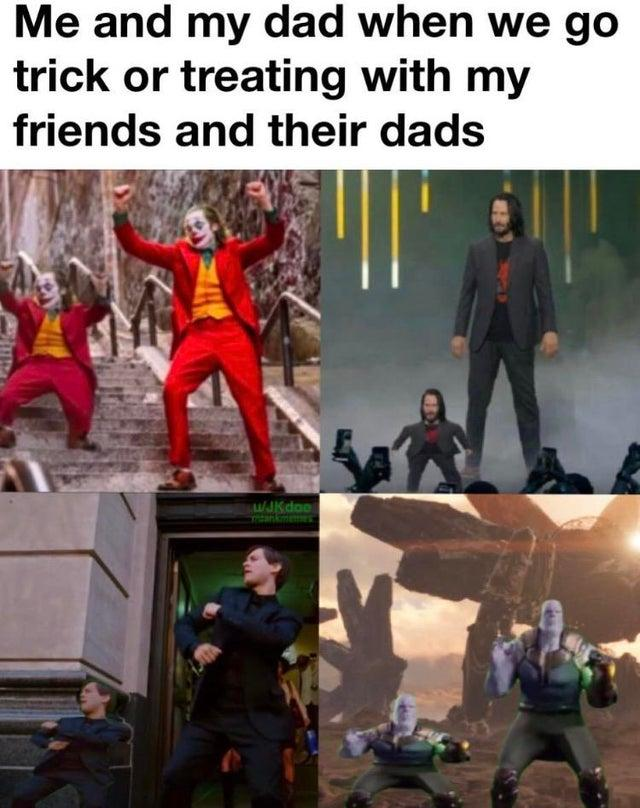 Me and my dad when we go
trick or treating with my
friends and their dads
u/JKdoo